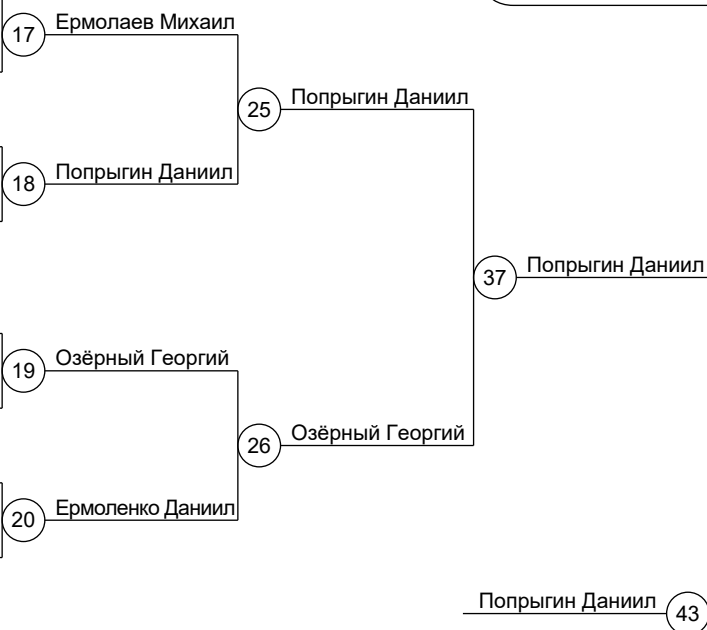 17 Ермолаев Михаил
25 Попрыгин Даниил
18 Попрыгин Даниил
37 Попрыгин Даниил
19 Озёрный Георгий
26 Озёрный Георгий
20 Ермоленко Даниил
Попрыгин Даниил 43